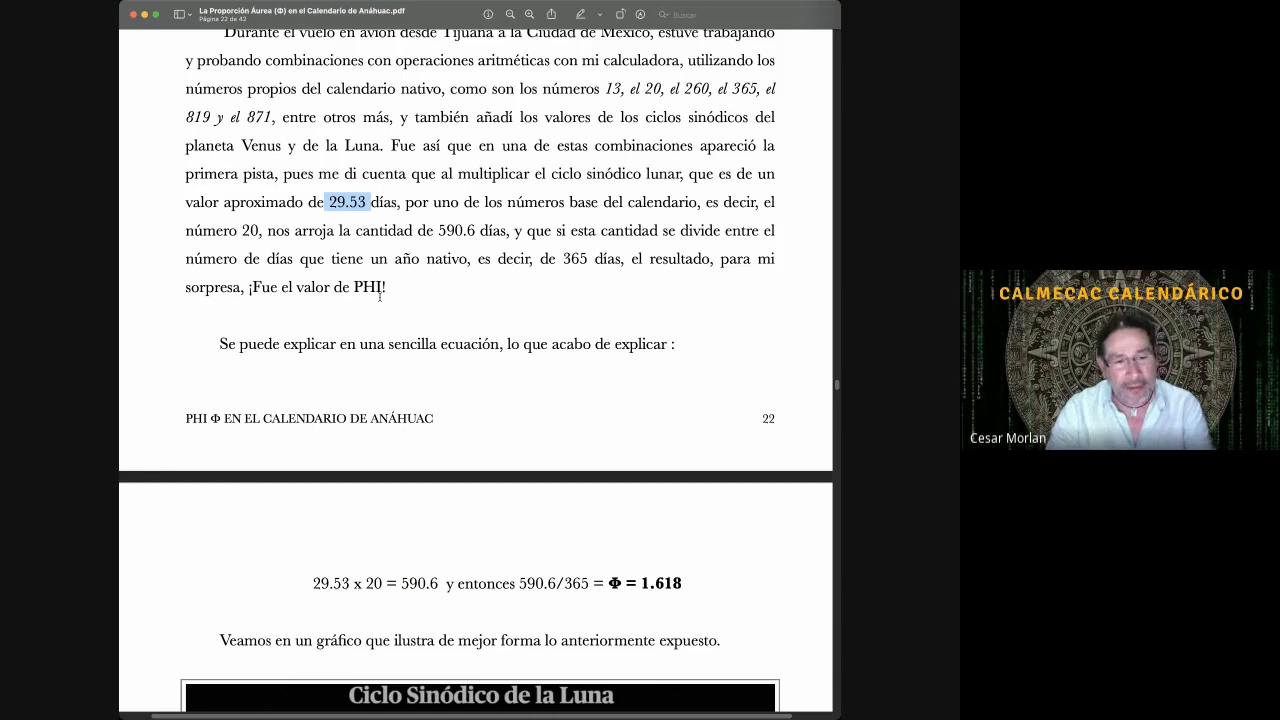 La Proporción Áurea (Φ) en el Calendario de Anáhuac.pdf
Página 22 de 42
Buscar
Durante el vuelo en avión desde Tijuana a la Ciudad de México, estuve trabajando
y probando combinaciones con operaciones aritméticas con mi calculadora, utilizando los
números propios del calendario nativo, como son los números 13, el 20, el 260, el 365, el
819 y el 871, entre otros más, y también añadí los valores de los ciclos sinódicos del
planeta Venus y de la Luna. Fue así que en una de estas combinaciones apareció la
primera pista, pues me di cuenta que al multiplicar el ciclo sinódico lunar, que es de un
valor aproximado de 29.53 días, por uno de los números base del calendario, es decir, el
número 20, nos arroja la cantidad de 590.6 días, y que si esta cantidad se divide entre el
número de días que tiene un año nativo, es decir, de 365 días, el resultado, para mi
sorpresa, ¡Fue el valor de PHI!
Se puede explicar en una sencilla ecuación, lo que acabo de explicar :
PHI Φ EN EL CALENDARIO DE ANÁHUAC 22
29.53 x 20 = 590.6 y entonces 590.6/365 = Φ = 1.618
Veamos en un gráfico que ilustra de mejor forma lo anteriormente expuesto.
Ciclo Sinódico de la Luna
CALMECAC CALENDÁRICO
Cesar Morlan